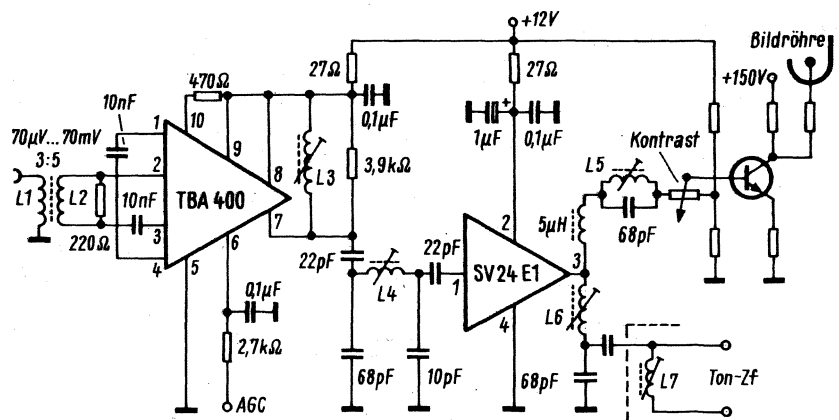 +12V
Bildröhre
27Ω
27Ω
+150V
470Ω
10nF
0,1µF
1µF
+
0,1µF
Kontrast
1
10
9
70µV...70mV
3:5
2
8
L3
3,9kΩ
L5
L1
L2
TBA 400
10nF
7
2
5µH
68pF
220Ω
3
6
22pF
22pF
SV24 E1
3
4
5
L4
1
0,1µF
4
L6
2,7kΩ
68pF
10pF
68pF
L7
Ton-Zf
AGC